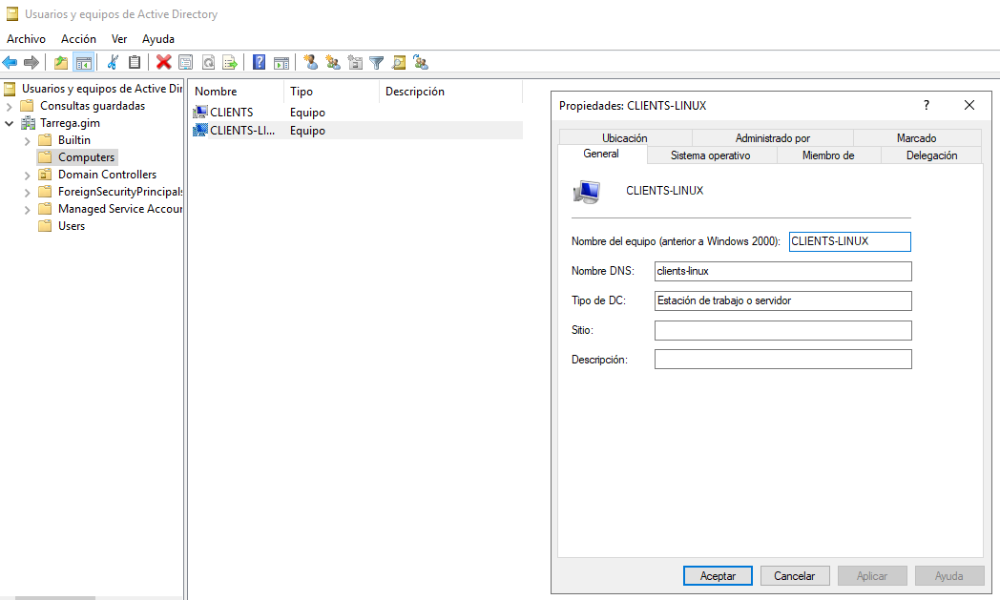 Usuarios y equipos de Active Directory
Archivo Acción Ver Ayuda
Usuarios y equipos de Active Dir
Consultas guardadas
Tarrega.gim
Builtin
Computers
Domain Controllers
ForeignSecurityPrincipals
Managed Service Accour
Users
Nombre Tipo Descripción
CLIENTS Equipo
CLIENTS-LI... Equipo
Propiedades: CLIENTS-LINUX ?
Ubicación Administrado por Marcado
General Sistema operativo Miembro de Delegación
CLIENTS-LINUX
Nombre del equipo (anterior a Windows 2000): CLIENTS-LINUX
Nombre DNS: clients-linux
Tipo de DC: Estación de trabajo o servidor
Sitio:
Descripción:
Aceptar Cancelar Aplicar Ayuda